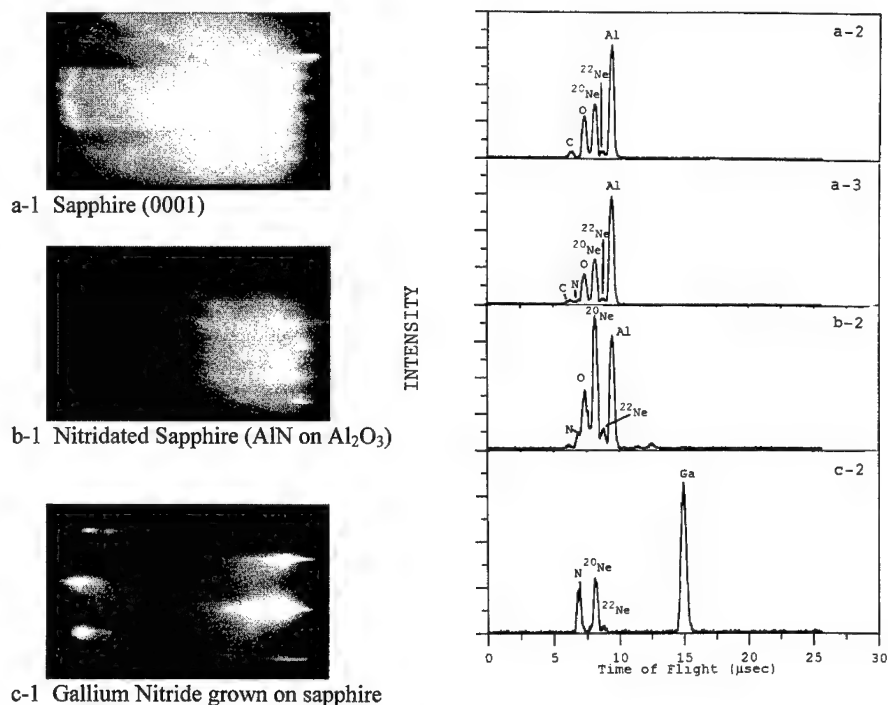 a-1 Sapphire (0001)
b-1 Nitridated Sapphire (AlN on Al₂O₃)
c-1 Gallium Nitride grown on sapphire
INTENSITY
a-2
Al
²²Ne
²⁰Ne
O
C
a-3
Al
²²Ne
²⁰Ne
O
N
C
b-2
²⁰Ne
Al
O
²²Ne
N
c-2
Ga
²⁰Ne
N
²²Ne
0 5 10 15 20 25 30
Time of Flight (μsec)